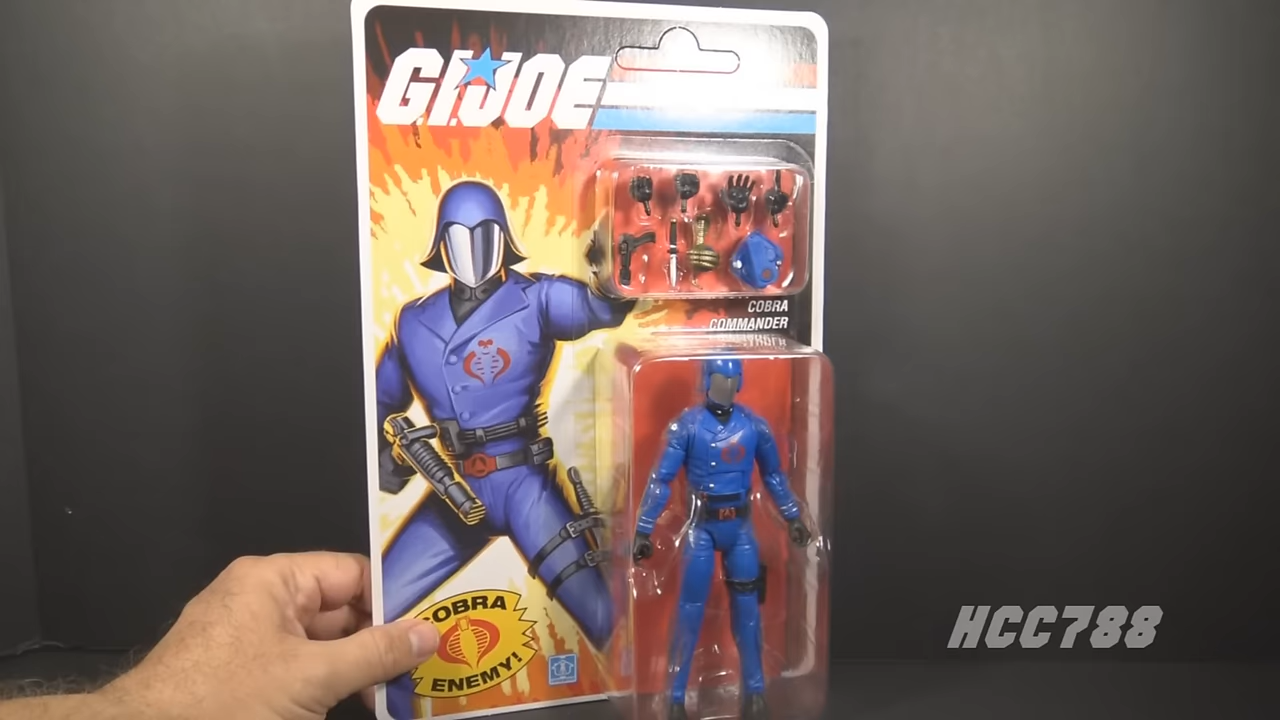 G.I. JOE
COBRA
COMMANDER
COBRA
ENEMY!
HCC788